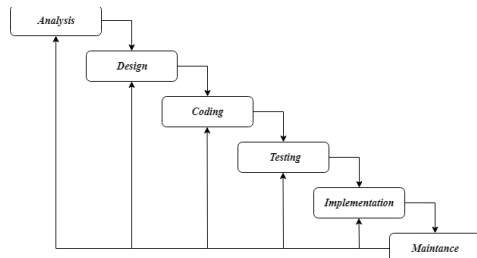 Analysis
Design
Coding
Testing
Implementation
Maintance